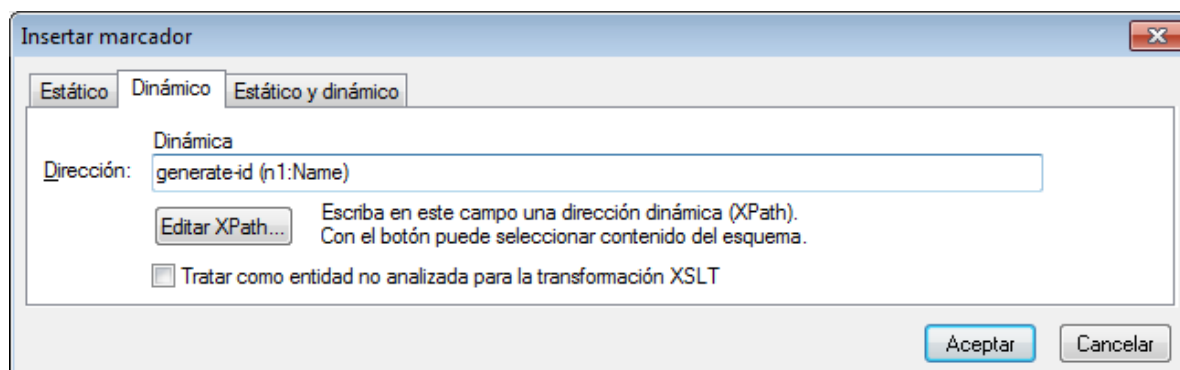 Insertar marcador
Estático Dinámico Estático y dinámico
Dinámica
Dirección: generate-id (n1:Name)
Editar XPath... Escriba en este campo una dirección dinámica (XPath).
Con el botón puede seleccionar contenido del esquema.
Tratar como entidad no analizada para la transformación XSLT
Aceptar Cancelar